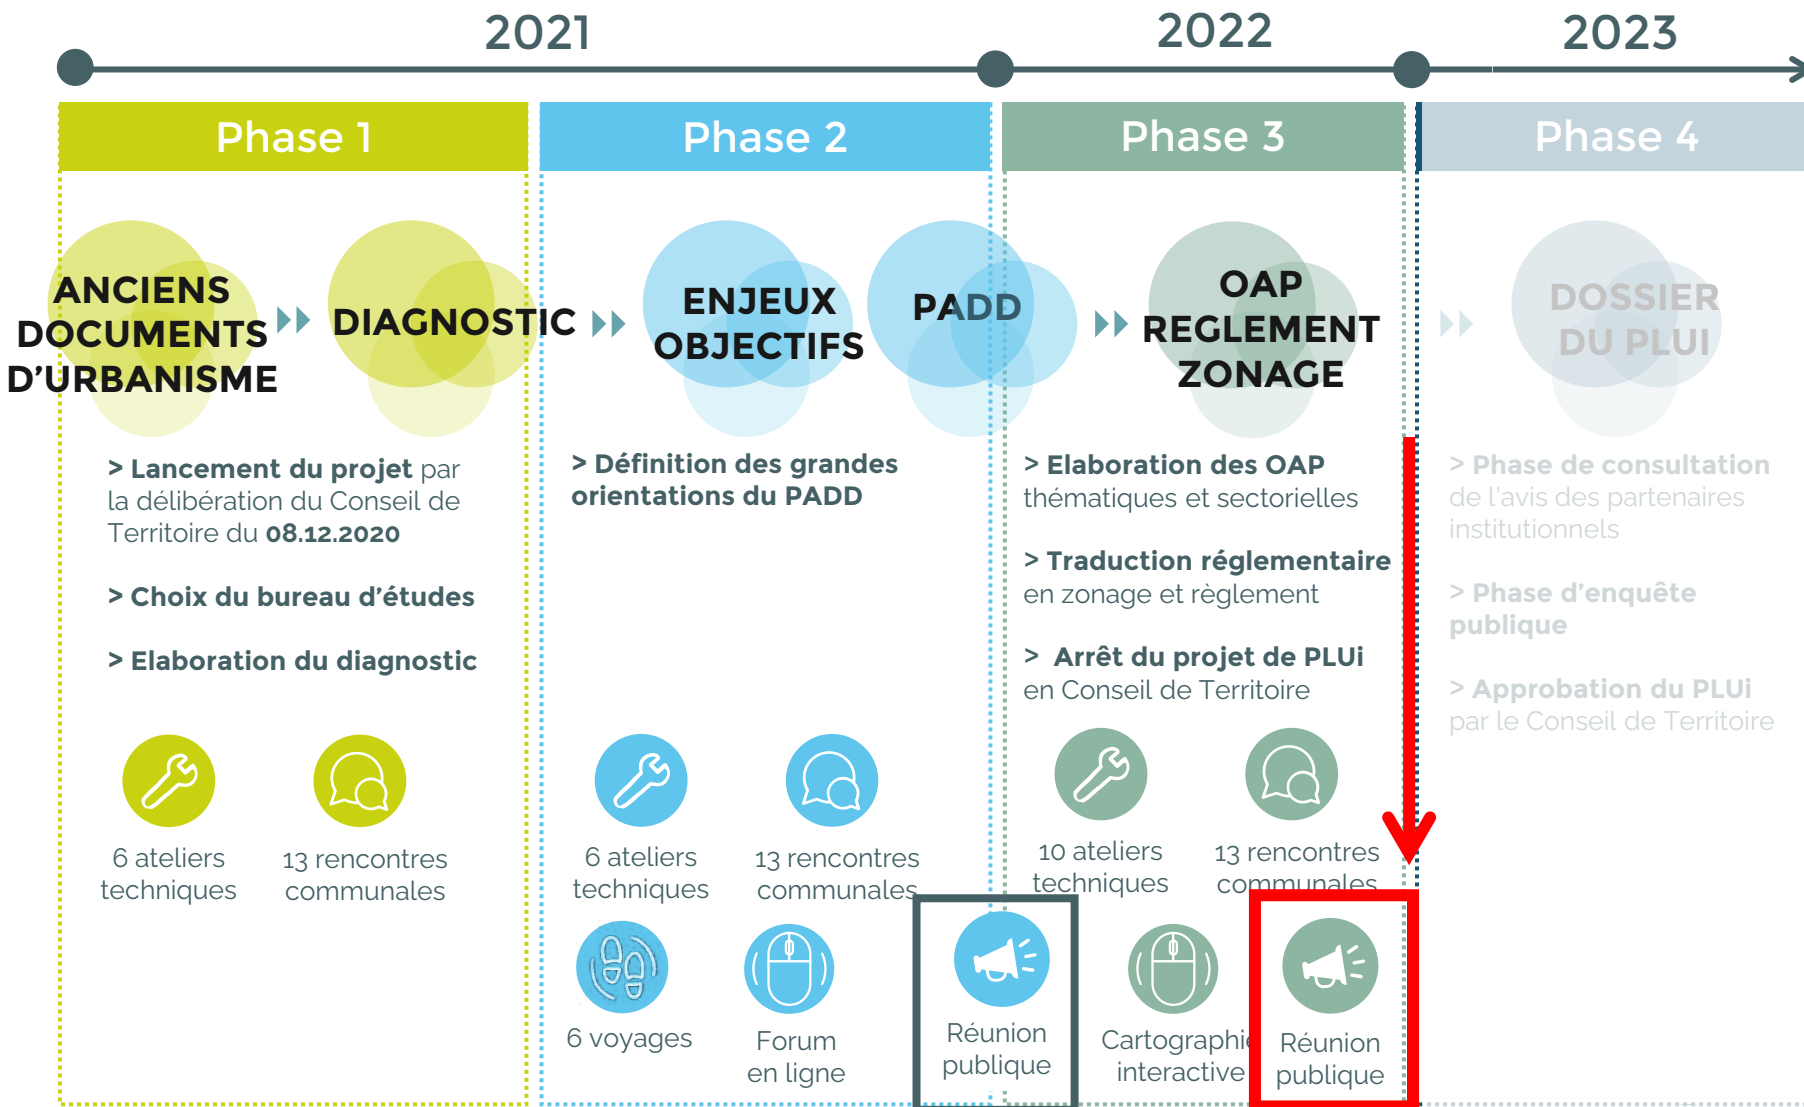 2021
2022
2023
Phase 1
Phase 2
Phase 3
Phase 4
ANCIENS
DOCUMENTS
D'URBANISME
DIAGNOSTIC
ENJEUX
OBJECTIFS
PADD
OAP
REGLEMENT
ZONAGE
DOSSIER
DU PLUI
> Lancement du projet par
la délibération du Conseil de
Territoire du 08.12.2020
> Choix du bureau d'études
> Elaboration du diagnostic
6 ateliers
techniques
13 rencontres
communales
> Définition des grandes
orientations du PADD
6 ateliers
techniques
13 rencontres
communales
6 voyages
Forum
en ligne
Réunion
publique
> Elaboration des OAP
thématiques et sectorielles
> Traduction réglementaire
en zonage et règlement
> Arrêt du projet de PLUi
en Conseil de Territoire
10 ateliers
techniques
13 rencontres
communales
Cartographie
interactive
Réunion
publique
> Phase de consultation
de l'avis des partenaires
institutionnels
> Phase d'enquête
publique
> Approbation du PLUi
par le Conseil de Territoire